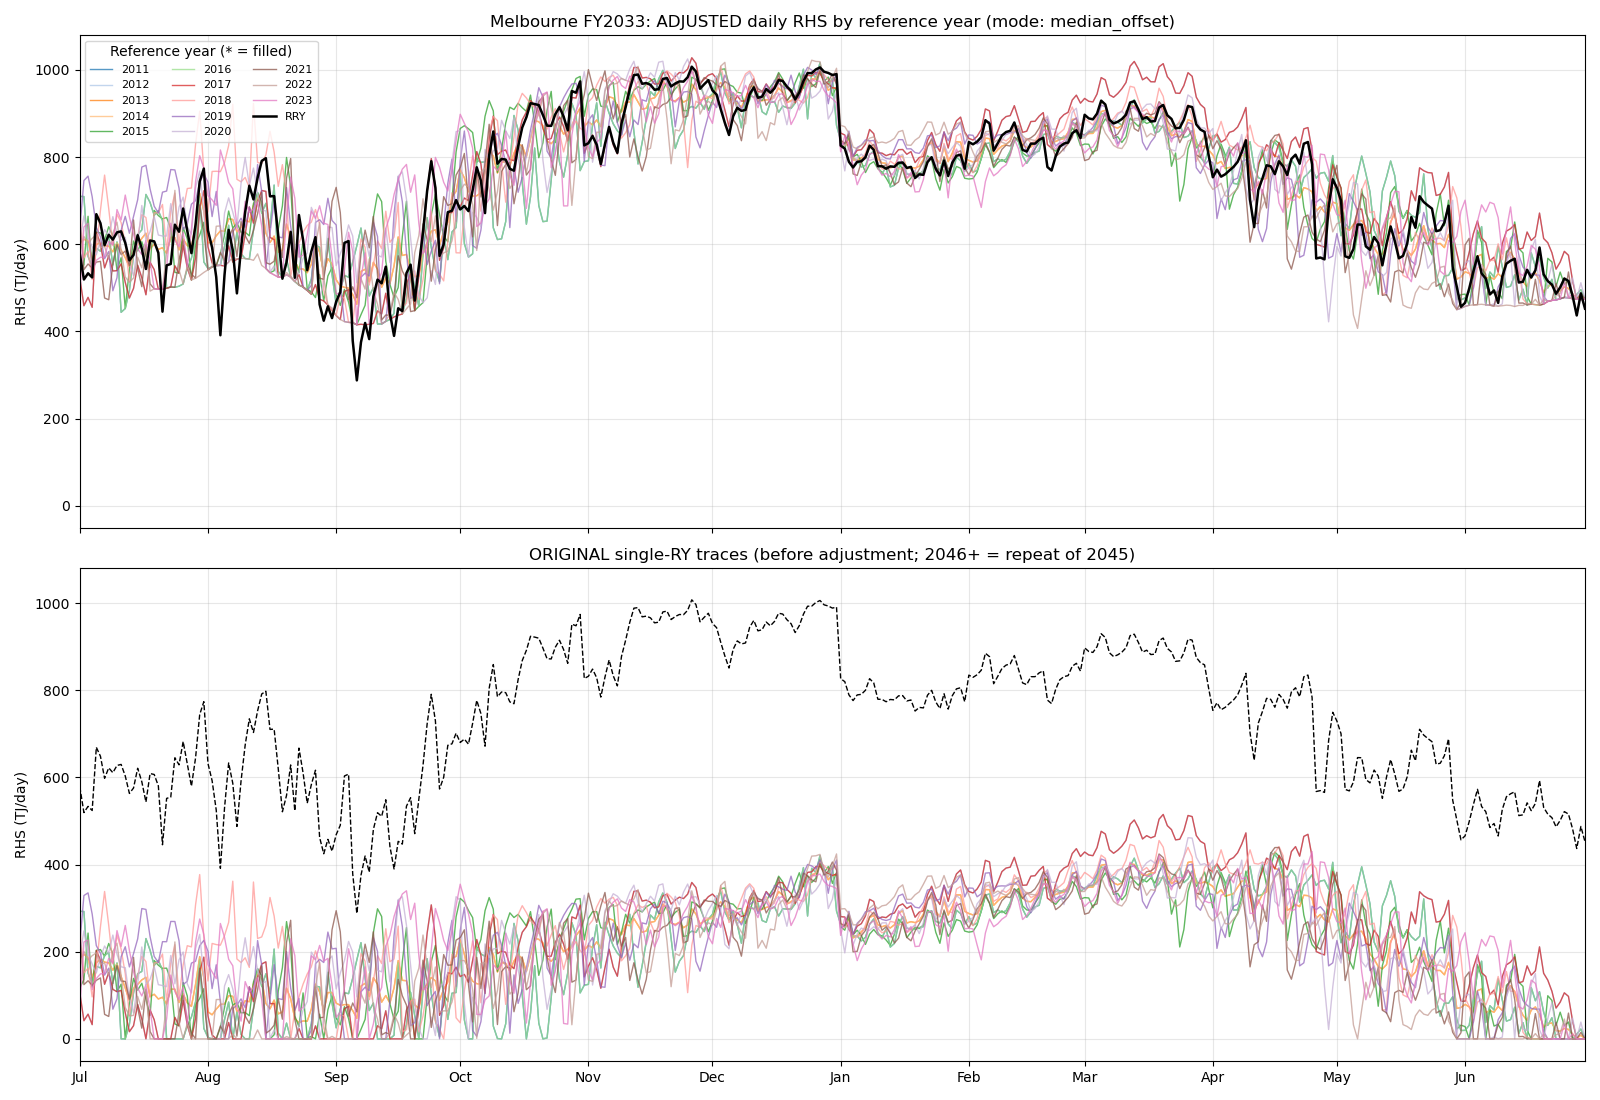 Melbourne FY2033: ADJUSTED daily RHS by reference year (mode: median_offset)
Reference year (* = filled)
2011 2016 2021
2012 2017 2022
2013 2018 2023
2014 2019 RRY
2015 2020
RHS (TJ/day)
1000
800
600
400
200
0
ORIGINAL single-RY traces (before adjustment; 2046+ = repeat of 2045)
RHS (TJ/day)
1000
800
600
400
200
0
Jul Aug Sep Oct Nov Dec Jan Feb Mar Apr May Jun